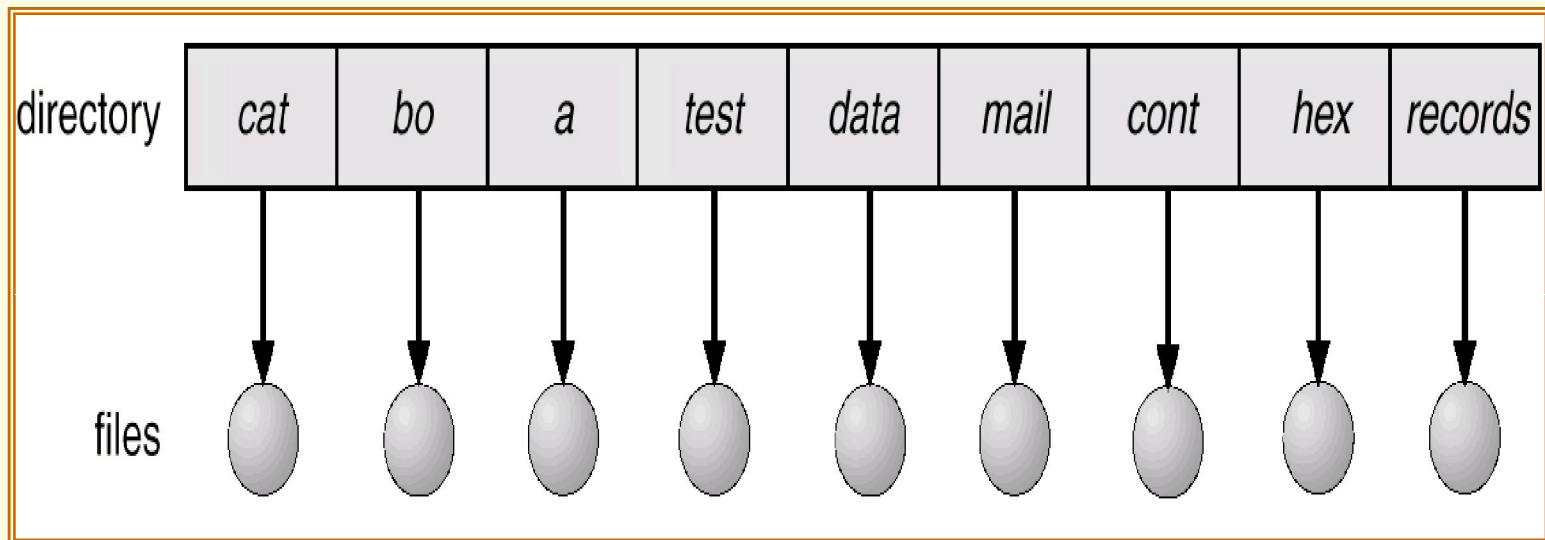 directory cat bo a test data mail cont hex records
files